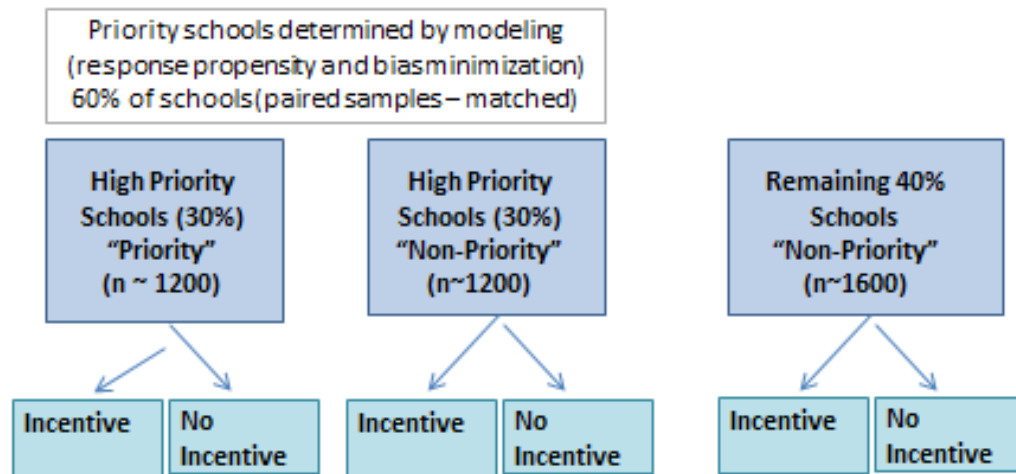 Priority schools determined by modeling
(response propensity and bias minimization)
60% of schools (paired samples – matched)
High Priority
Schools (30%)
“Priority”
(n ~ 1200)
High Priority
Schools (30%)
“Non-Priority”
(n~1200)
Remaining 40%
Schools
“Non-Priority”
(n~1600)
Incentive
No
Incentive
Incentive
No
Incentive
Incentive
No
Incentive